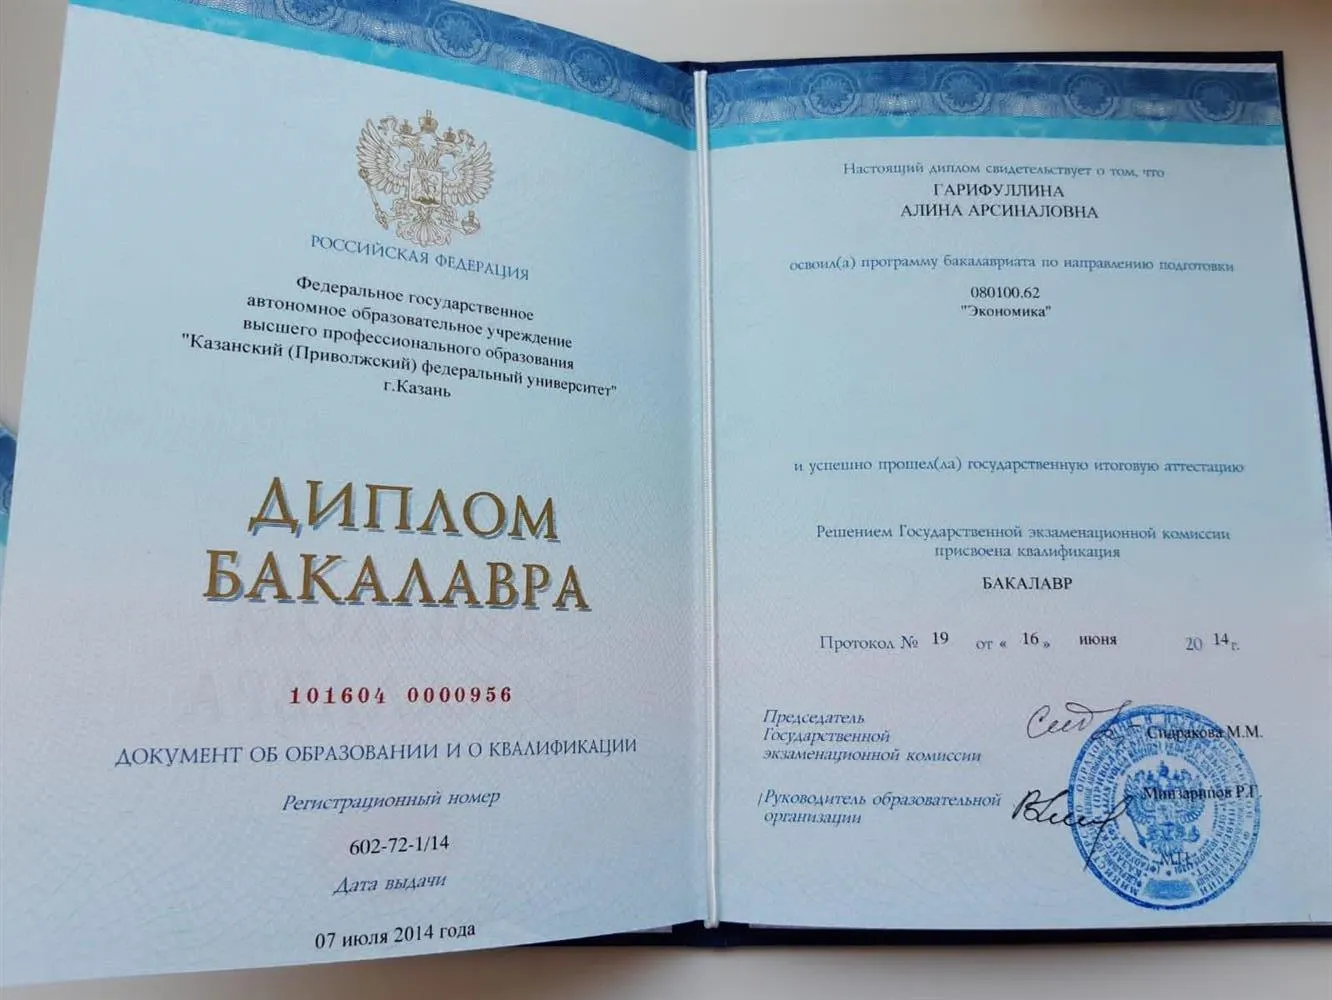 РОССИЙСКАЯ ФЕДЕРАЦИЯ
Федеральное государственное
автономное образовательное учреждение
высшего профессионального образования
"Казанский (Приволжский) федеральный университет"
г.Казань
ДИПЛОМ
БАКАЛАВРА
101604 0000956
ДОКУМЕНТ ОБ ОБРАЗОВАНИИ И О КВАЛИФИКАЦИИ
Регистрационный номер
602-72-1/14
Дата выдачи
07 июля 2014 года
Настоящий диплом свидетельствует о том, что
ГАРИФУЛЛИНА
АЛИНА АРСИНАЛОВНА
освоил(а) программу бакалавриата по направлению подготовки
080100.62
"Экономика"
и успешно прошел(ла) государственную итоговую аттестацию
Решением Государственной экзаменационной комиссии
присвоена квалификация
БАКАЛАВР
Протокол № 19 от « 16 » июня 20 14 г.
Председатель
Государственной
экзаменационной комиссии
Сидракова М.М.
Руководитель образовательной
организации
Минзарипов Р.Г.
М.П.